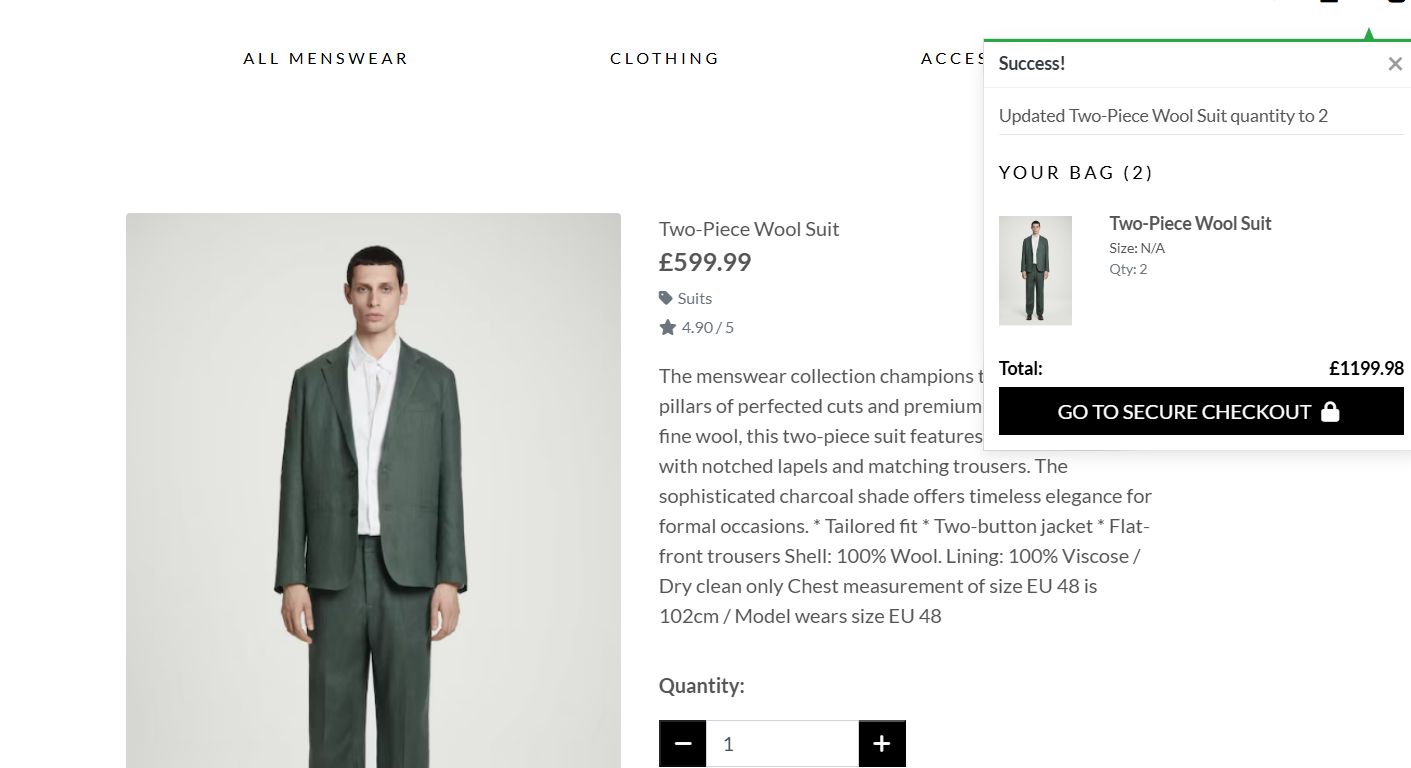 ALL MENSWEAR
CLOTHING
ACCES
Success!
×
Updated Two-Piece Wool Suit quantity to 2
YOUR BAG (2)
Two-Piece Wool Suit
Size: N/A
Qty: 2
Total:
£1199.98
GO TO SECURE CHECKOUT
Two-Piece Wool Suit
£599.99
Suits
4.90 / 5
The menswear collection champions t
pillars of perfected cuts and premium
fine wool, this two-piece suit features
with notched lapels and matching trousers. The
sophisticated charcoal shade offers timeless elegance for
formal occasions. * Tailored fit * Two-button jacket * Flat-
front trousers Shell: 100% Wool. Lining: 100% Viscose /
Dry clean only Chest measurement of size EU 48 is
102cm / Model wears size EU 48
Quantity:
− 1 +